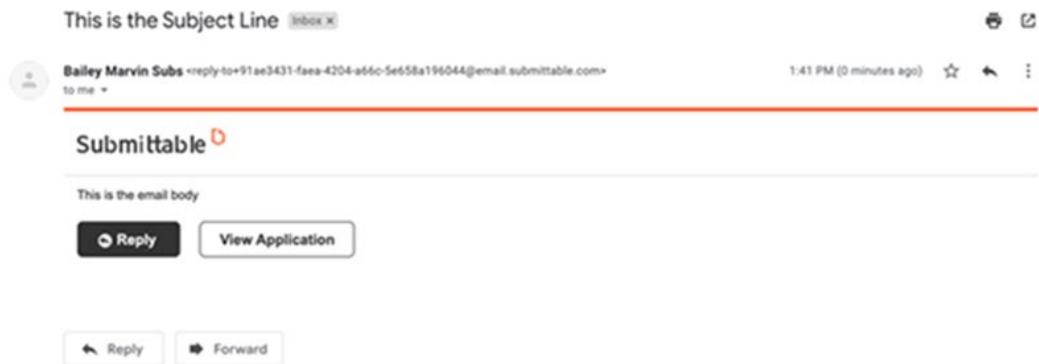 This is the Subject Line Inbox x
Bailey Marvin Subs <reply-to+91ae3431-faea-4204-a66c-5e658a196044@email.submittable.com> 1:41 PM (0 minutes ago)
to me
Submittable
This is the email body
Reply View Application
Reply Forward